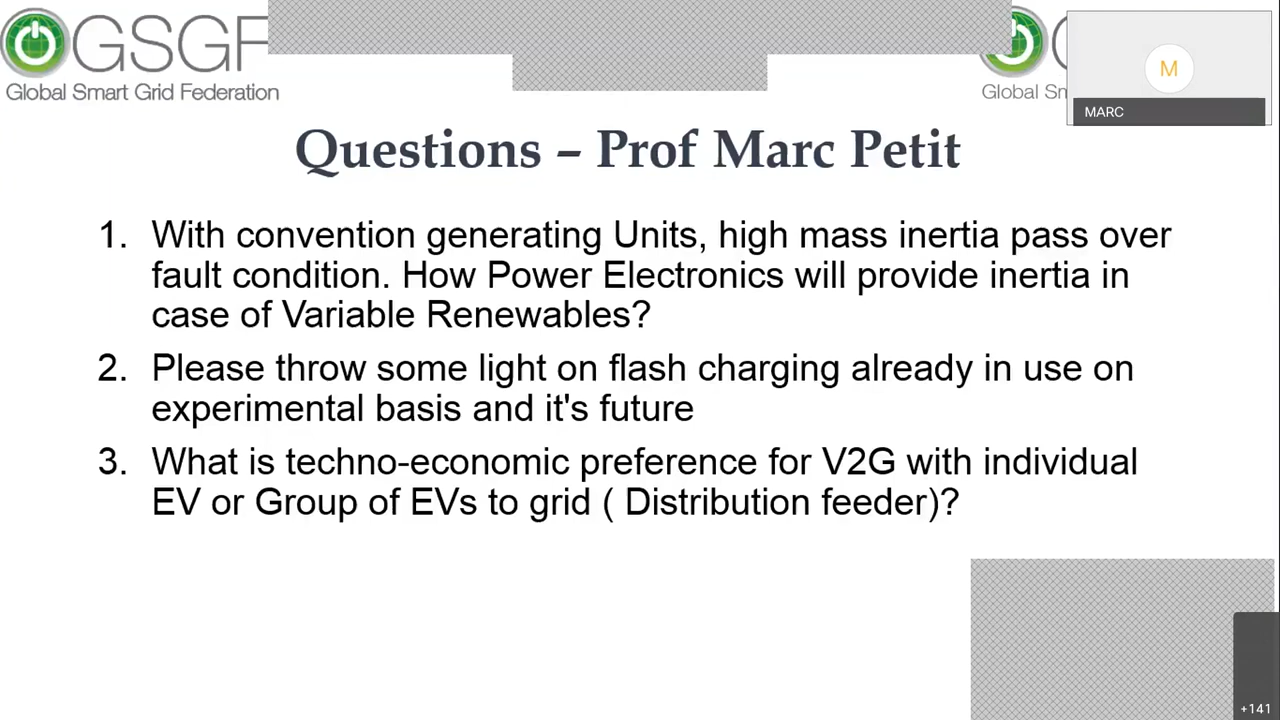 GSGF
Global Smart Grid Federation
Global Sm
M
MARC
Questions – Prof Marc Petit
1. With convention generating Units, high mass inertia pass over
fault condition. How Power Electronics will provide inertia in
case of Variable Renewables?
2. Please throw some light on flash charging already in use on
experimental basis and it's future
3. What is techno-economic preference for V2G with individual
EV or Group of EVs to grid ( Distribution feeder)?
+141